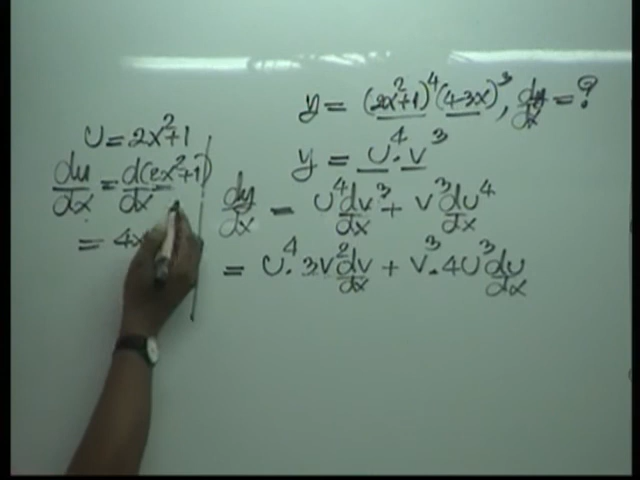 y = (2x²+1)⁴(4-3x)³, dy/dx = ?
y = U⁴·V³
dy/dx = U⁴ dV³/dx + V³ dU⁴/dx
= U⁴·3V² dV/dx + V³·4U³ dU/dx
U = 2x²+1
du/dx = d(2x²+1)/dx
= 4x